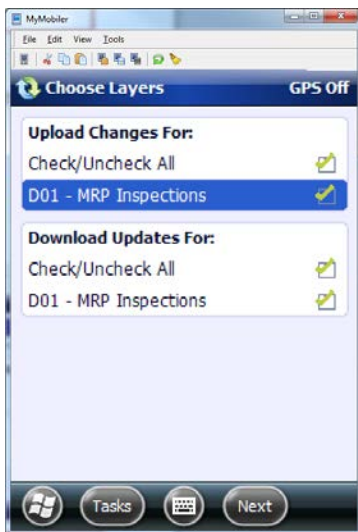 MyMobiler
File Edit View Tools
Choose Layers GPS Off
Upload Changes For:
Check/Uncheck All
D01 - MRP Inspections
Download Updates For:
Check/Uncheck All
D01 - MRP Inspections
Tasks Next